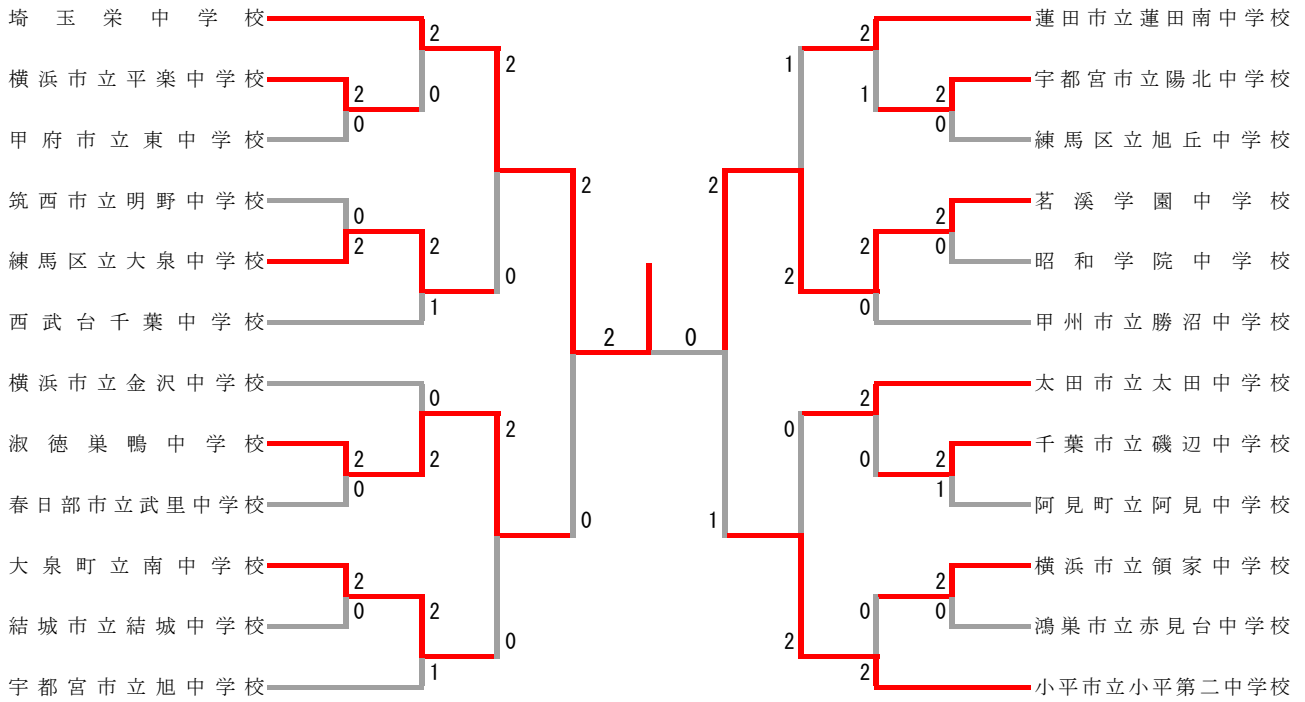 埼玉栄中学校
横浜市立平楽中学校
甲府市立東中学校
筑西市立明野中学校
練馬区立大泉中学校
西武台千葉中学校
横浜市立金沢中学校
淑徳巣鴨中学校
春日部市立武里中学校
大泉町立南中学校
結城市立結城中学校
宇都宮市立旭中学校
2
0
2
0
0
2
2
1
0
2
2
0
2
0
2
1
2
0
2
0
2
0
2
0
2
1
0
1
2
0
2
2
1
2
0
2
0
2
0
2
0
2
1
2
0
0
2
蓮田市立蓮田南中学校
宇都宮市立陽北中学校
練馬区立旭丘中学校
茗溪学園中学校
昭和学院中学校
甲州市立勝沼中学校
太田市立太田中学校
千葉市立磯辺中学校
阿見町立阿見中学校
横浜市立領家中学校
鴻巣市立赤見台中学校
小平市立小平第二中学校